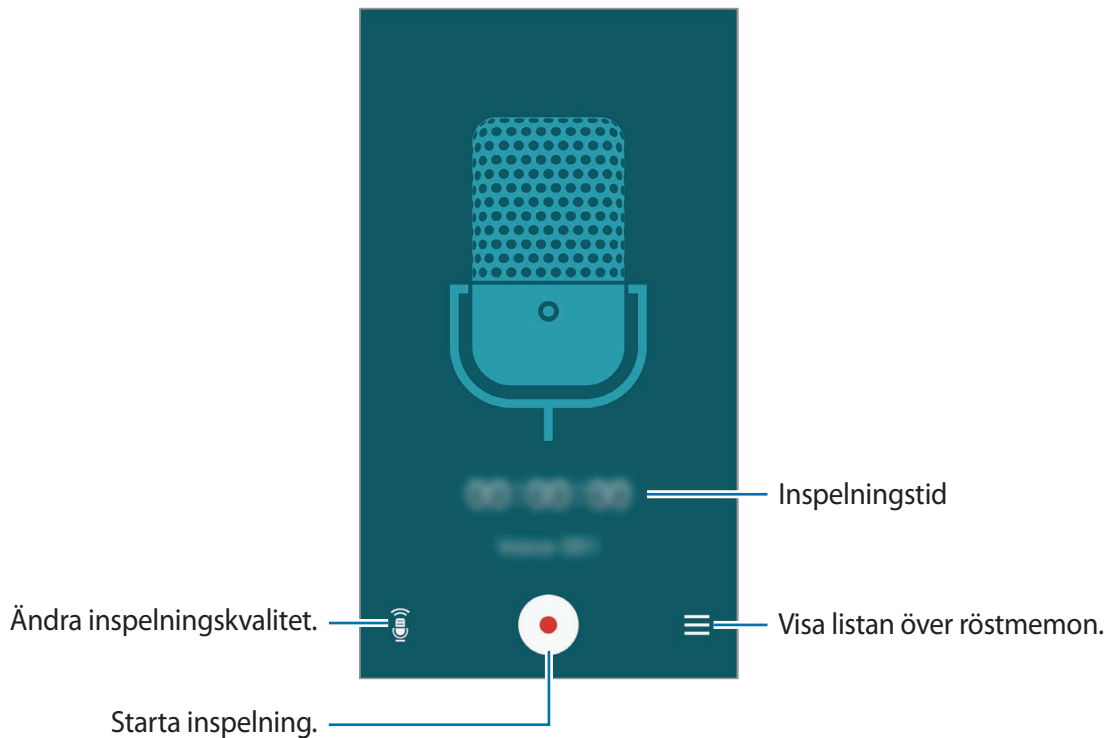 Inspelningstid
Ändra inspelningskvalitet.
Visa listan över röstmemon.
Starta inspelning.